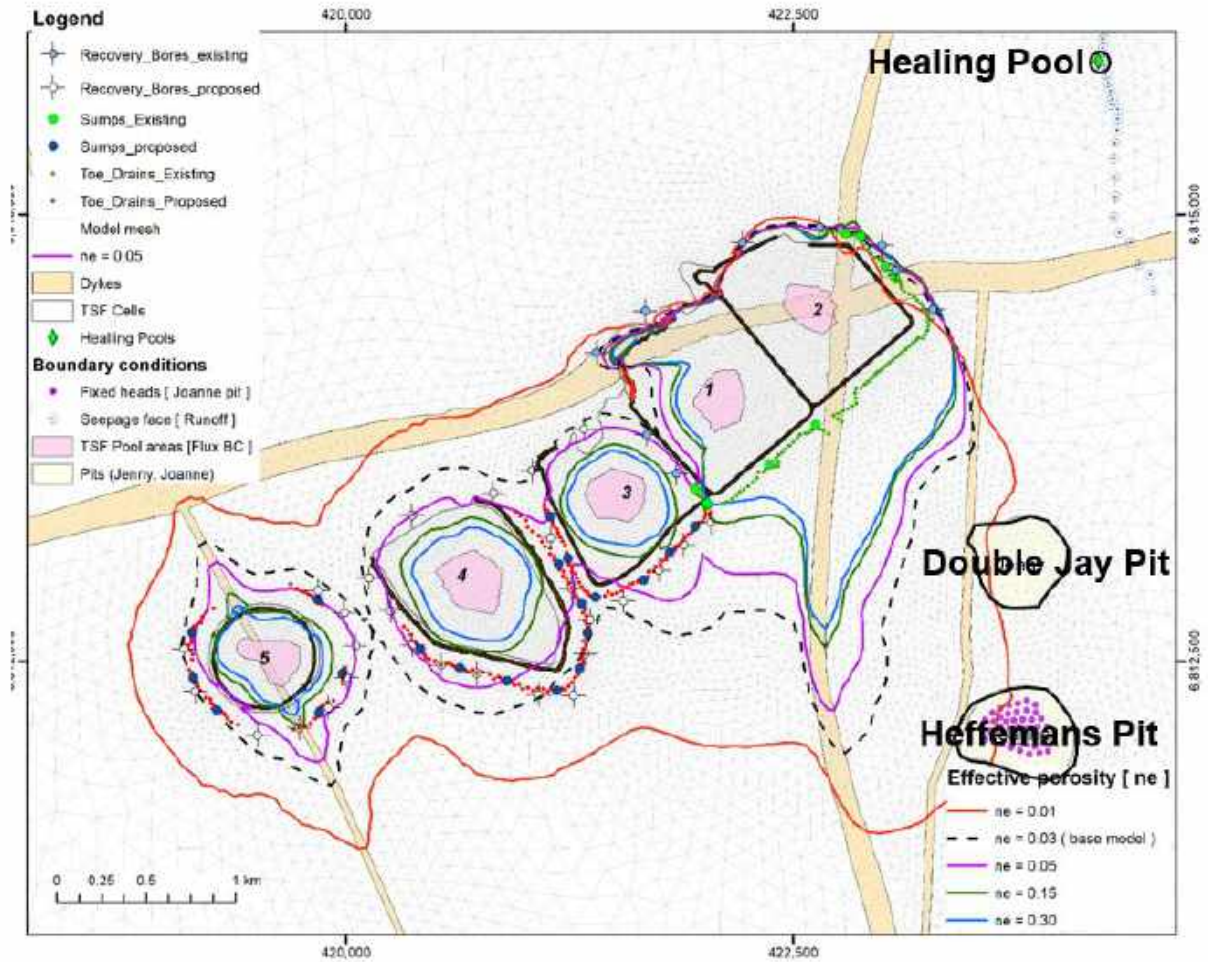 420,000
422,500
Legend
Recovery_Bores_existing
Recovery_Bores_proposed
Sumps_Existing
Sumps_proposed
Toe_Drains_Existing
Toe_Drains_Proposed
Model mesh
ne = 0.05
Dykes
TSF Cells
Healling Pools
Boundary conditions
Fixed heads [ Joanne pit ]
Seepage face [ Runoff ]
TSF Pool areas [Flux BC ]
Pits (Jenny, Joanne)
Healing Pool
6,815,000
2
1
3
4
5
Double Jay Pit
6,812,500
Heffemans Pit
Effective porosity [ ne ]
ne = 0.01
ne = 0.03 ( base model )
ne = 0.05
ne = 0.15
ne = 0.30
0 0.25 0.5 1 km
420,000
422,500